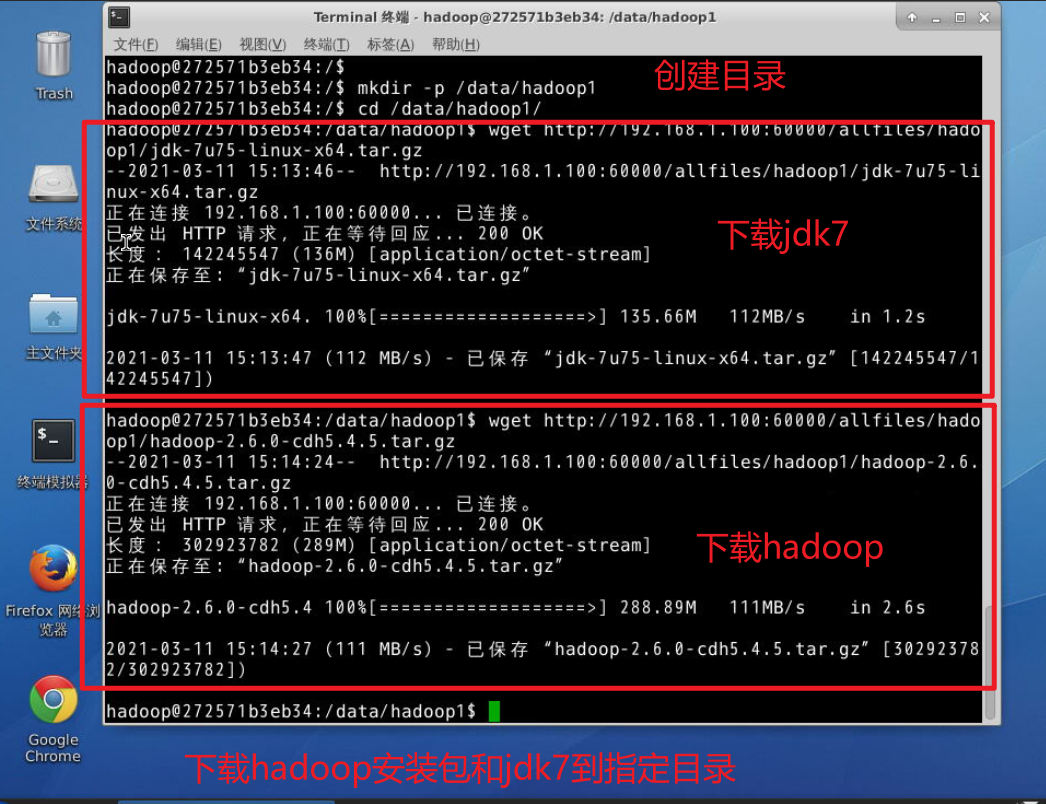 Terminal 终端 - hadoop@272571b3eb34: /data/hadoop1
文件(F) 编辑(E) 视图(V) 终端(T) 标签(A) 帮助(H)
Trash
文件系统
主文件夹
终端模拟器
Firefox 网络浏
览器
Google
Chrome
hadoop@272571b3eb34:/$
hadoop@272571b3eb34:/$ mkdir -p /data/hadoop1
hadoop@272571b3eb34:/$ cd /data/hadoop1/
创建目录
hadoop@272571b3eb34:/data/hadoop1$ wget http://192.168.1.100:60000/allfiles/hado
op1/jdk-7u75-linux-x64.tar.gz
--2021-03-11 15:13:46--  http://192.168.1.100:60000/allfiles/hadoop1/jdk-7u75-li
nux-x64.tar.gz
正在连接 192.168.1.100:60000... 已连接。
已发出 HTTP 请求，正在等待回应... 200 OK
长度： 142245547 (136M) [application/octet-stream]
正在保存至: “jdk-7u75-linux-x64.tar.gz”
下载jdk7
jdk-7u75-linux-x64. 100%[===================>] 135.66M   112MB/s    in 1.2s
2021-03-11 15:13:47 (112 MB/s) - 已保存 “jdk-7u75-linux-x64.tar.gz” [142245547/1
42245547])
hadoop@272571b3eb34:/data/hadoop1$ wget http://192.168.1.100:60000/allfiles/hado
op1/hadoop-2.6.0-cdh5.4.5.tar.gz
--2021-03-11 15:14:24--  http://192.168.1.100:60000/allfiles/hadoop1/hadoop-2.6.
0-cdh5.4.5.tar.gz
正在连接 192.168.1.100:60000... 已连接。
已发出 HTTP 请求，正在等待回应... 200 OK
长度： 302923782 (289M) [application/octet-stream]
正在保存至: “hadoop-2.6.0-cdh5.4.5.tar.gz”
下载hadoop
hadoop-2.6.0-cdh5.4 100%[===================>] 288.89M   111MB/s    in 2.6s
2021-03-11 15:14:27 (111 MB/s) - 已保存 “hadoop-2.6.0-cdh5.4.5.tar.gz” [30292378
2/302923782])
hadoop@272571b3eb34:/data/hadoop1$
下载hadoop安装包和jdk7到指定目录